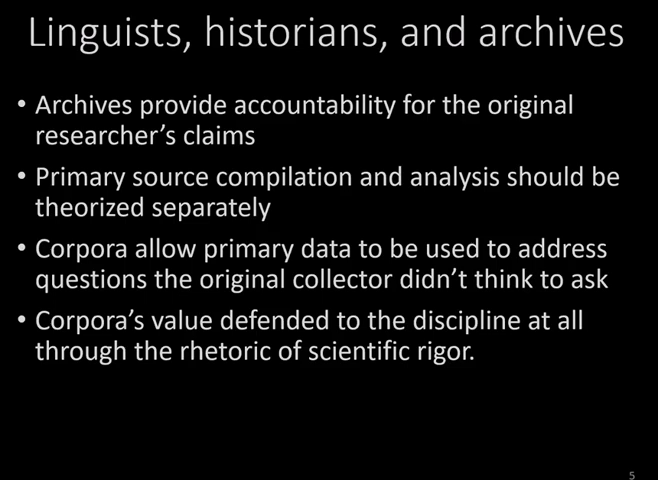 Linguists, historians, and archives
• Archives provide accountability for the original
researcher's claims
• Primary source compilation and analysis should be
theorized separately
• Corpora allow primary data to be used to address
questions the original collector didn't think to ask
• Corpora's value defended to the discipline at all
through the rhetoric of scientific rigor.
5